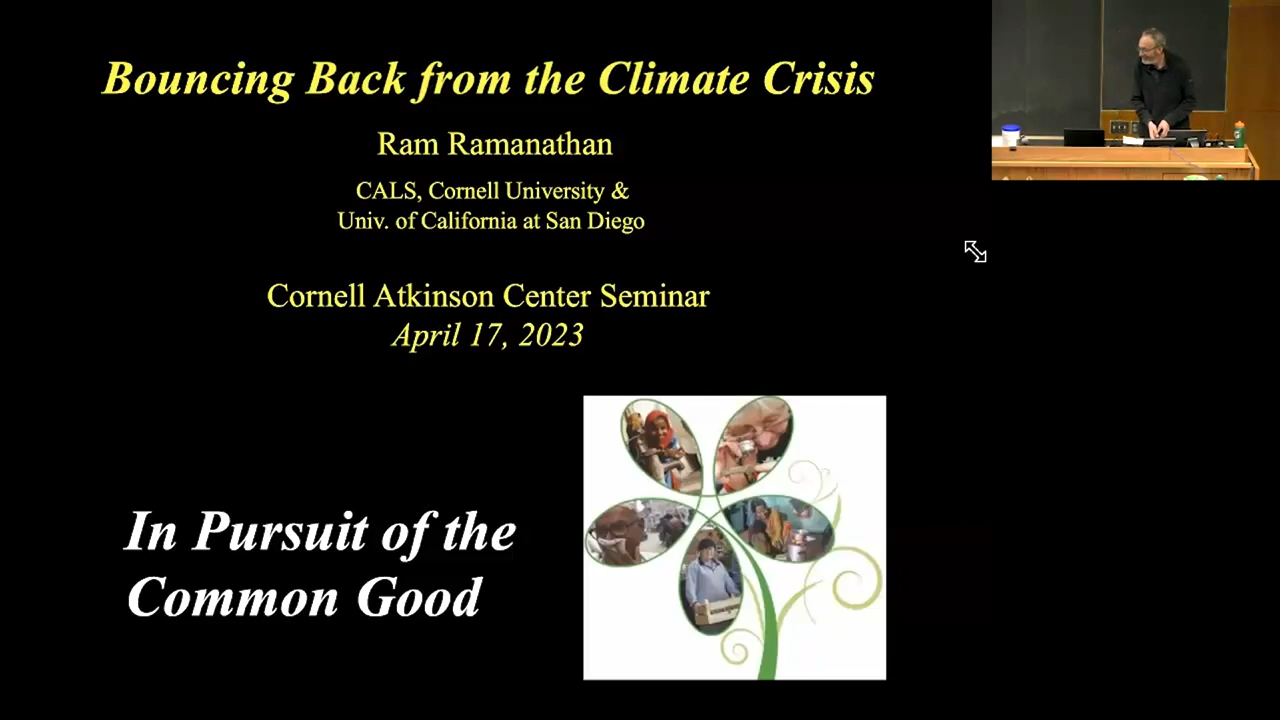 Bouncing Back from the Climate Crisis
Ram Ramanathan
CALS, Cornell University &
Univ. of California at San Diego
Cornell Atkinson Center Seminar
April 17, 2023
In Pursuit of the
Common Good